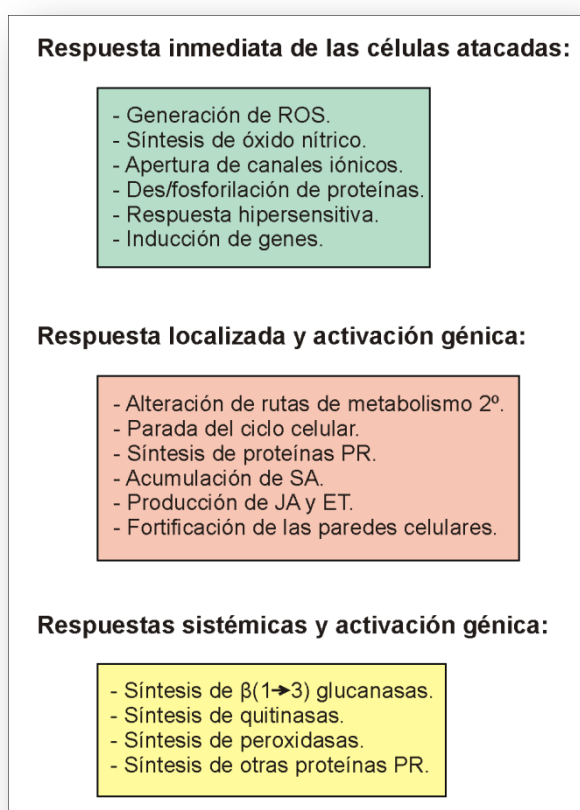 Respuesta inmediata de las células atacadas:
- Generación de ROS.
- Síntesis de óxido nítrico.
- Apertura de canales iónicos.
- Des/fosforilación de proteínas.
- Respuesta hipersensitiva.
- Inducción de genes.
Respuesta localizada y activación génica:
- Alteración de rutas de metabolismo 2º.
- Parada del ciclo celular.
- Síntesis de proteínas PR.
- Acumulación de SA.
- Producción de JA y ET.
- Fortificación de las paredes celulares.
Respuestas sistémicas y activación génica:
- Síntesis de β(1→3) glucanasas.
- Síntesis de quitinasas.
- Síntesis de peroxidasas.
- Síntesis de otras proteínas PR.